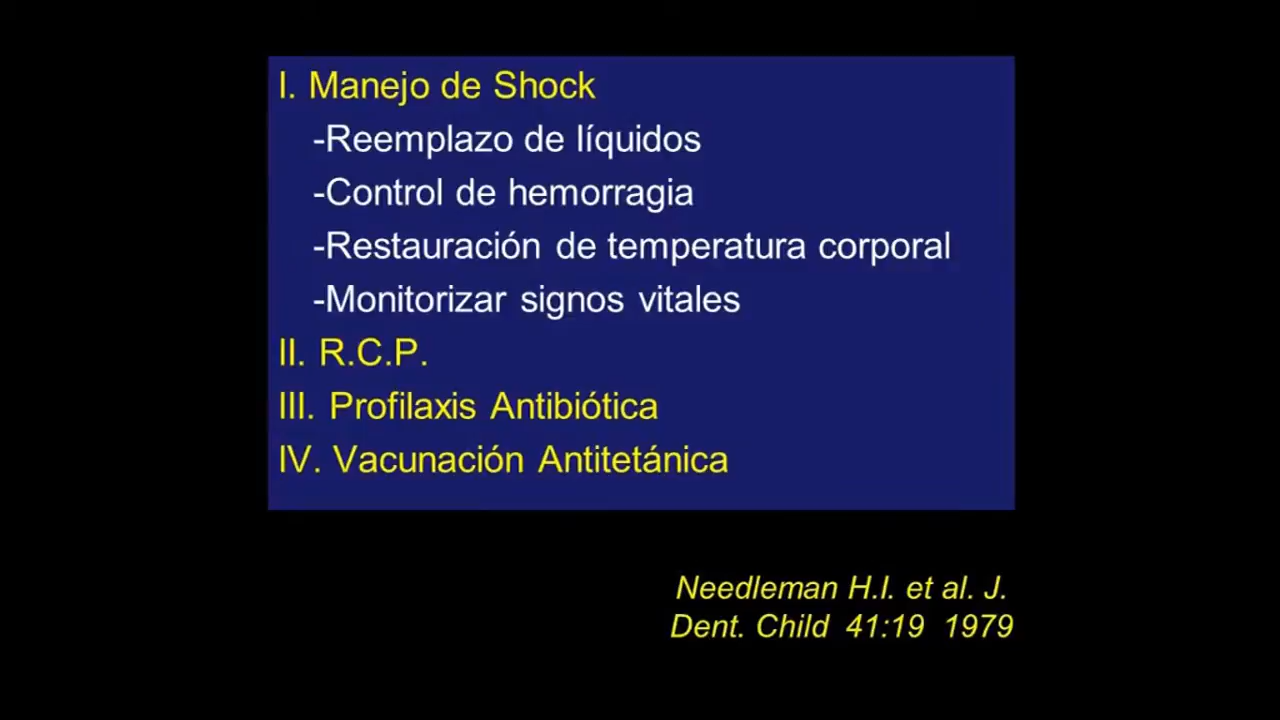 I. Manejo de Shock
-Reemplazo de líquidos
-Control de hemorragia
-Restauración de temperatura corporal
-Monitorizar signos vitales
II. R.C.P.
III. Profilaxis Antibiótica
IV. Vacunación Antitetánica
Needleman H.I. et al. J.
Dent. Child 41:19 1979